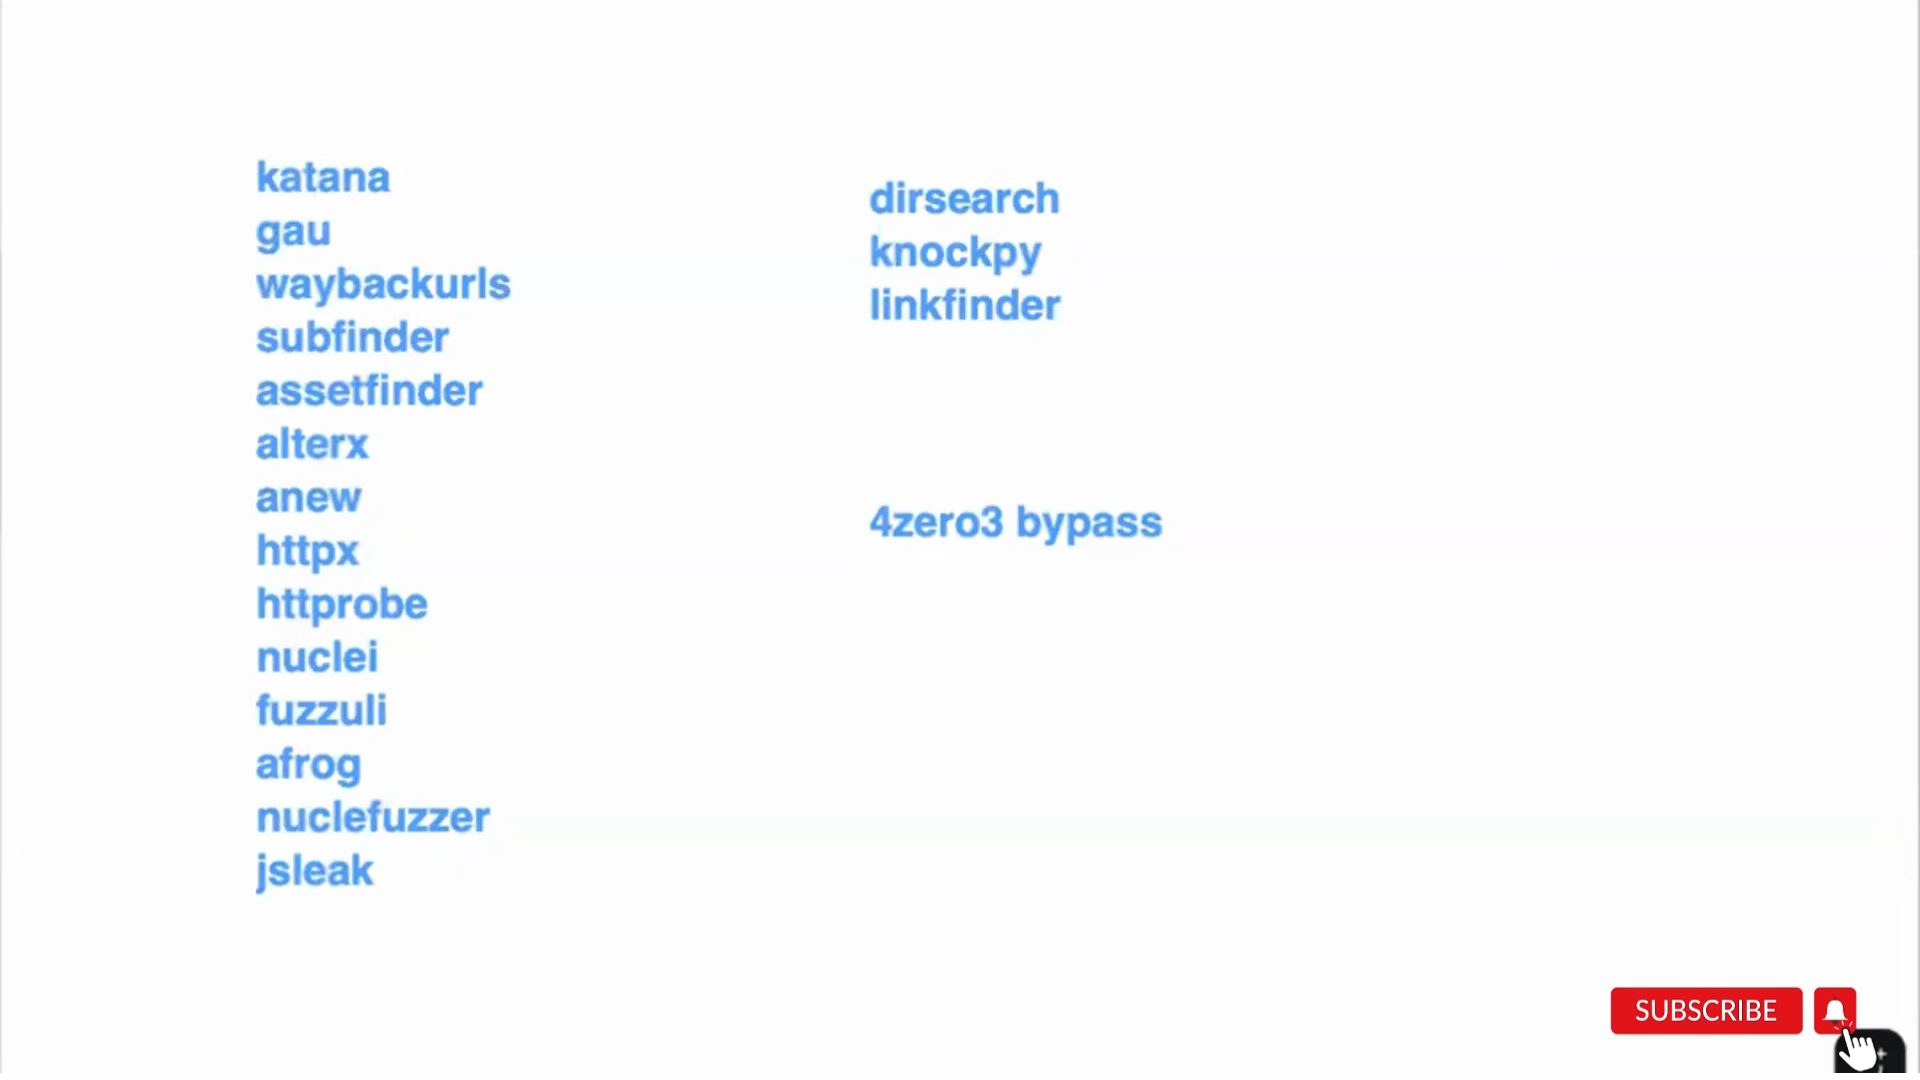 katana
gau
waybackurls
subfinder
assetfinder
alterx
anew
httpx
httprobe
nuclei
fuzzuli
afrog
nuclefuzzer
jsleak
dirsearch
knockpy
linkfinder
4zero3 bypass
SUBSCRIBE